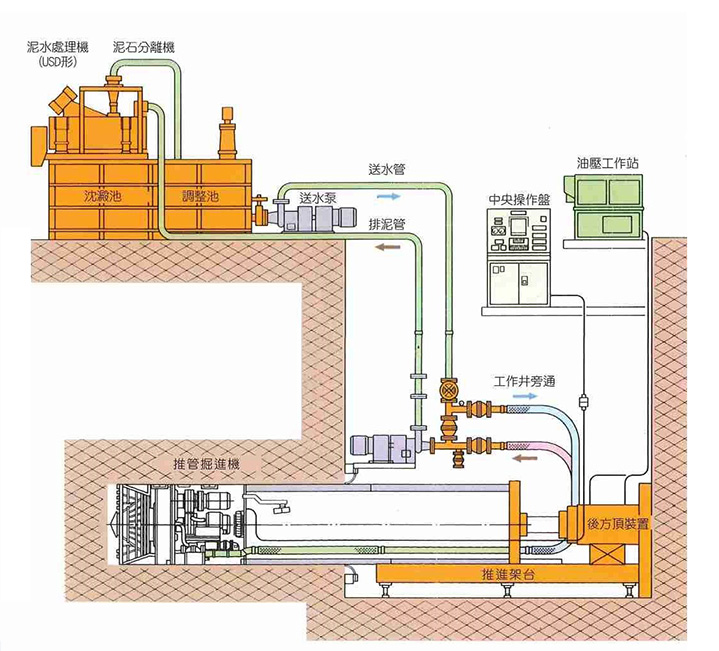 泥水處理機
(USD形)
泥石分離機
沈澱池
調整池
送水泵
送水管
排泥管
中央操作盤
油壓工作站
工作井旁通
推管掘進機
後方頂裝置
推進架台